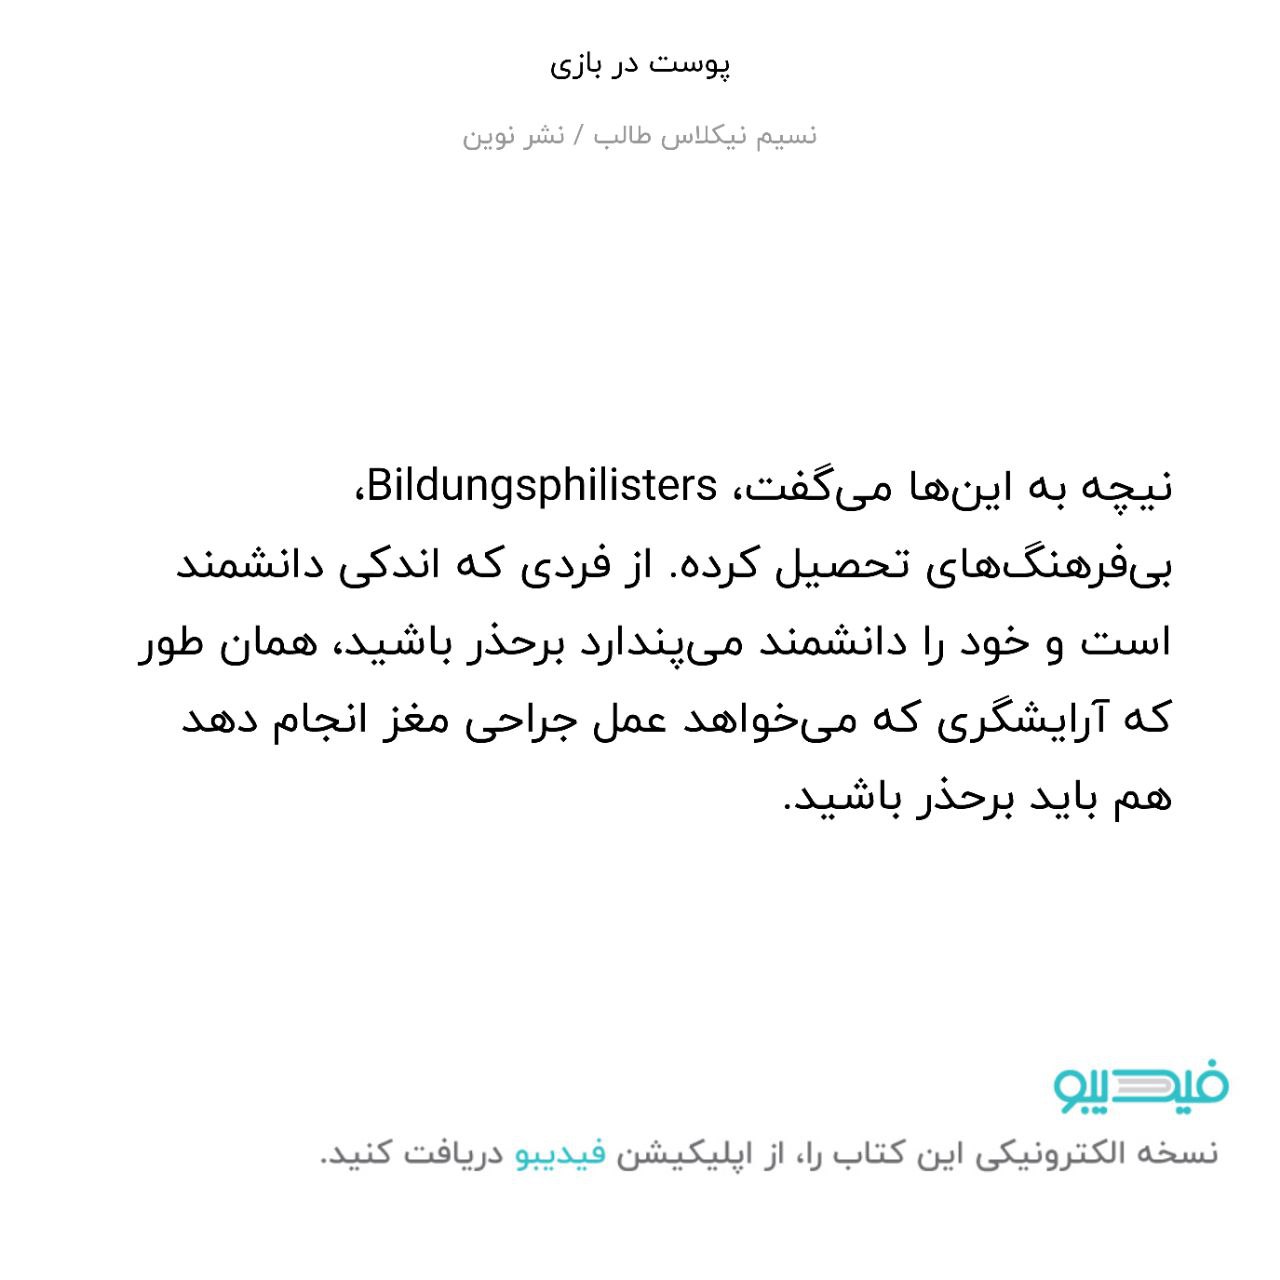 پوست در بازی
نسیم نیکلاس طالب / نشر نوین
نیچه به این‌ها می‌گفت، Bildungsphilisters،
بی‌فرهنگ‌های تحصیل کرده. از فردی که اندکی دانشمند
است و خود را دانشمند می‌پندارد برحذر باشید، همان طور
که آرایشگری که می‌خواهد عمل جراحی مغز انجام دهد
هم باید برحذر باشید.
فیدیبو
نسخه الکترونیکی این کتاب را، از اپلیکیشن فیدیبو دریافت کنید.